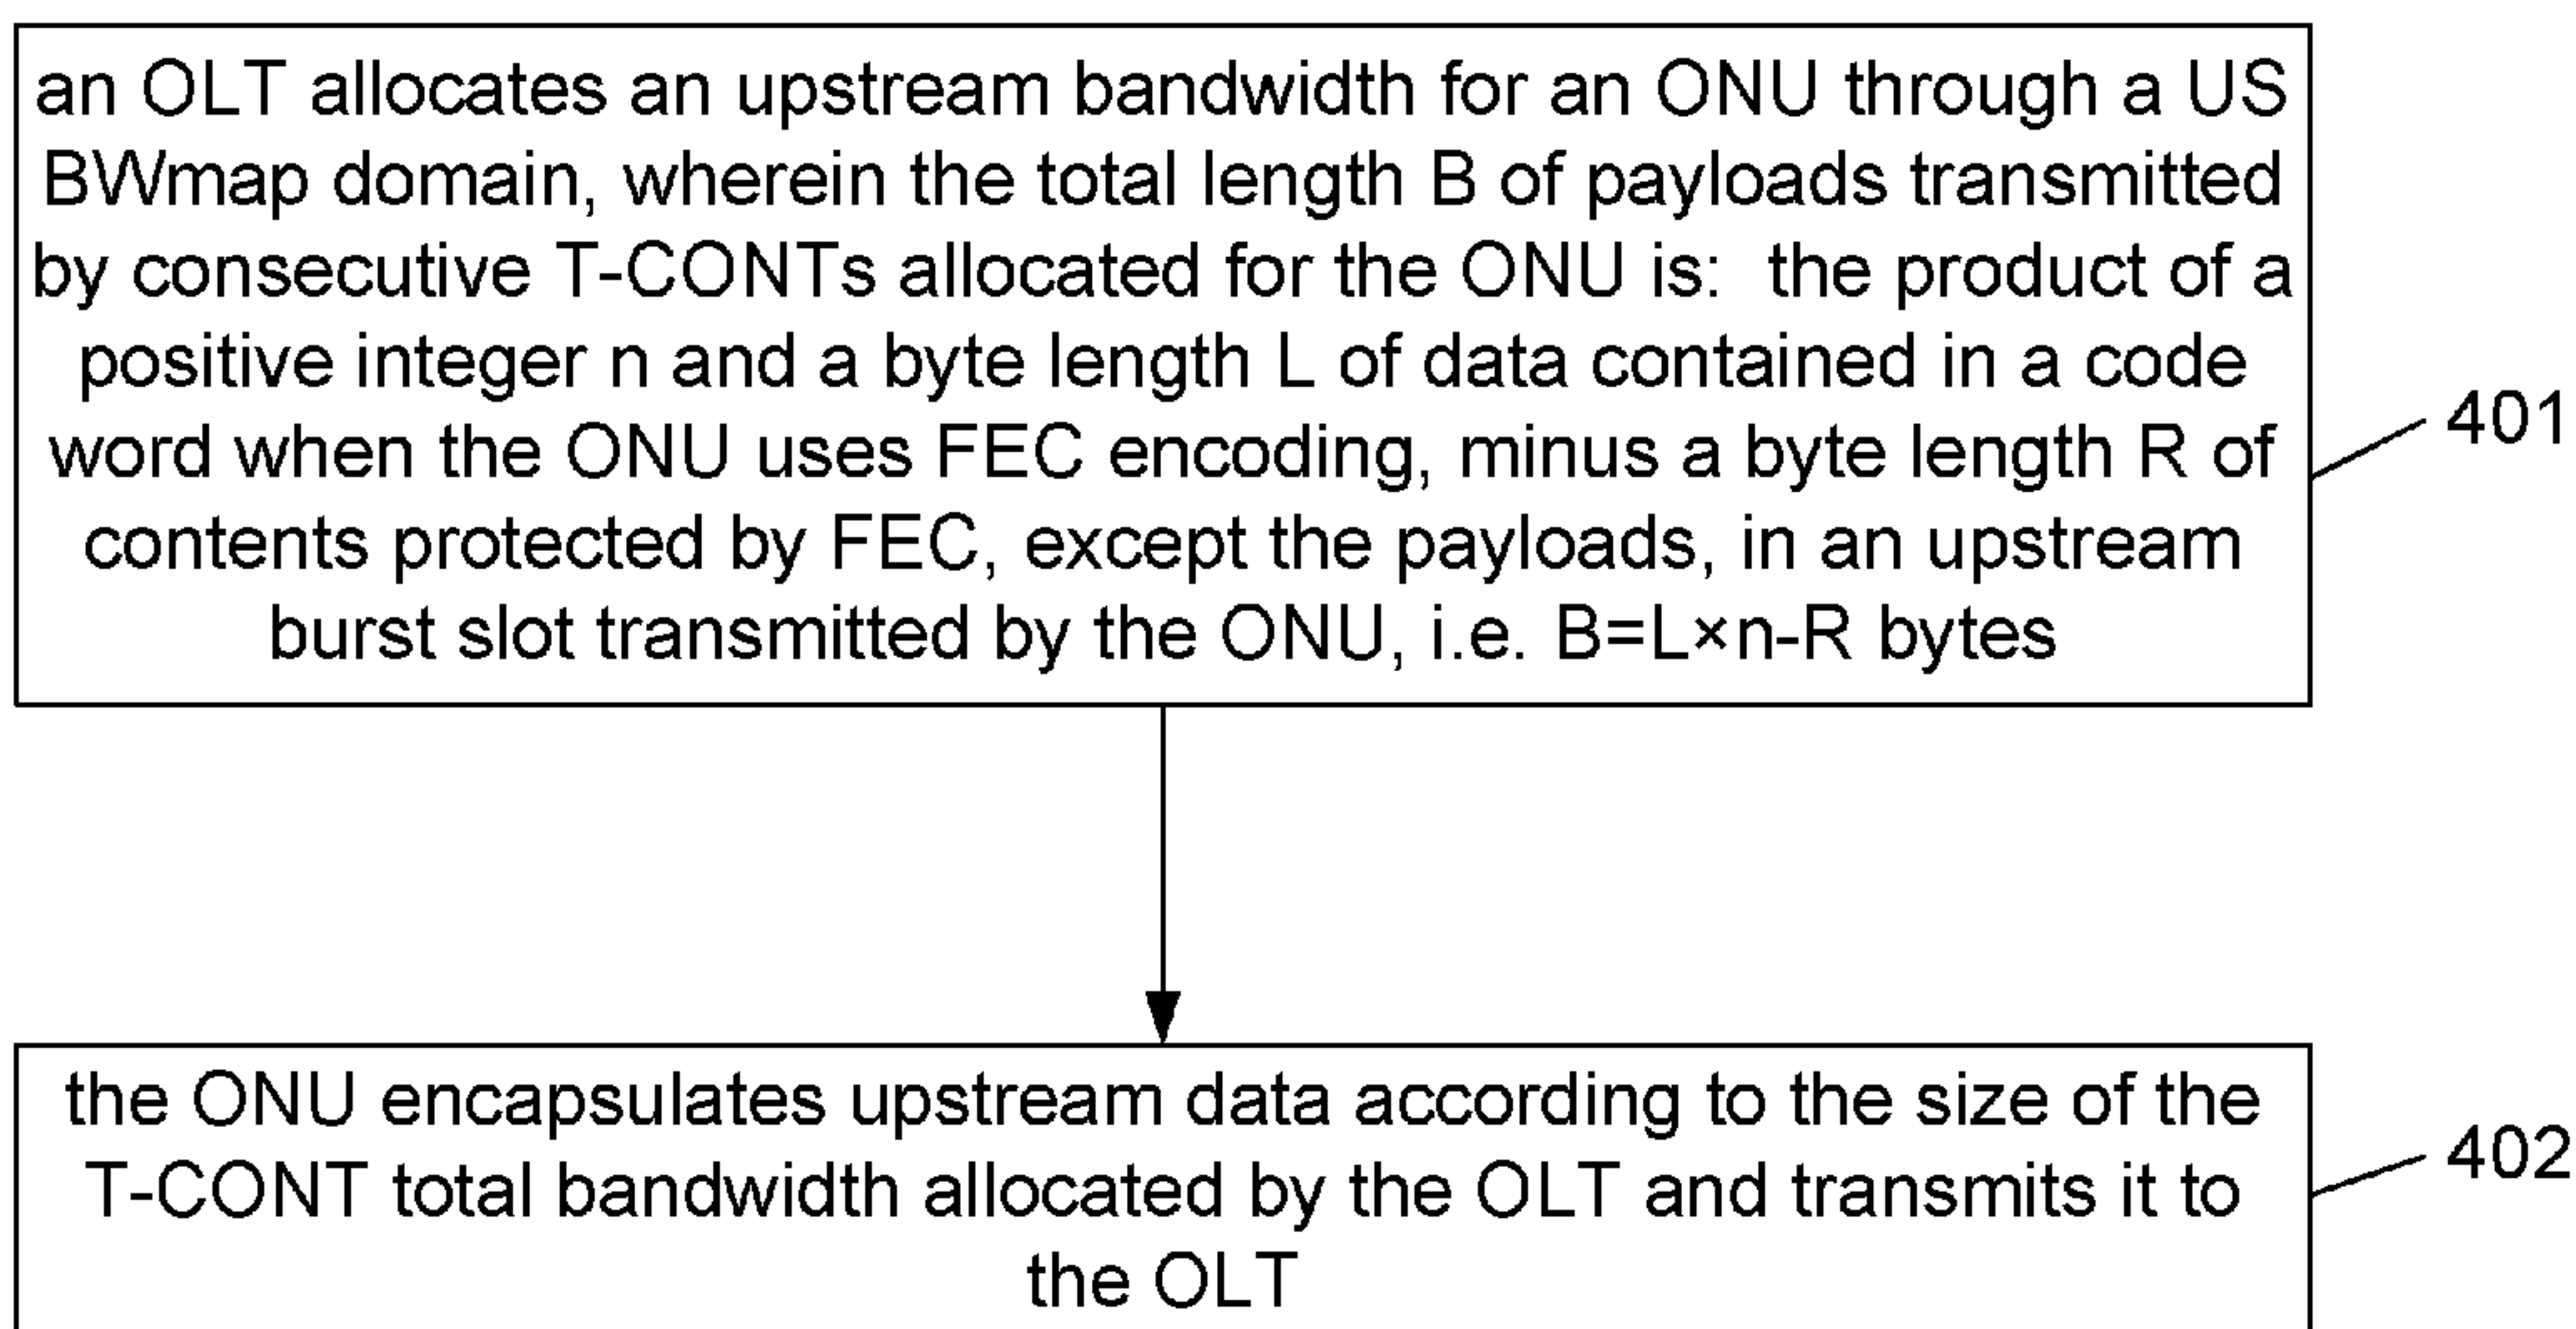 an OLT allocates an upstream bandwidth for an ONU through a US
BWmap domain, wherein the total length B of payloads transmitted
by consecutive T-CONTs allocated for the ONU is:  the product of a
positive integer n and a byte length L of data contained in a code
word when the ONU uses FEC encoding, minus a byte length R of
contents protected by FEC, except the payloads, in an upstream
burst slot transmitted by the ONU, i.e. B=L×n-R bytes
401
the ONU encapsulates upstream data according to the size of the
T-CONT total bandwidth allocated by the OLT and transmits it to
the OLT
402